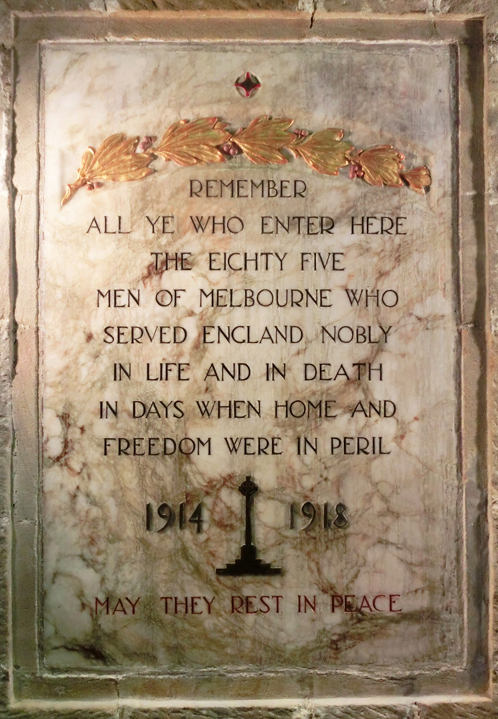 REMEMBER
ALL YE WHO ENTER HERE
THE EIGHTY FIVE
MEN OF MELBOURNE WHO
SERVED ENGLAND NOBLY
IN LIFE AND IN DEATH
IN DAYS WHEN HOME AND
FREEDOM WERE IN PERIL
1914 1918
MAY THEY REST IN PEACE